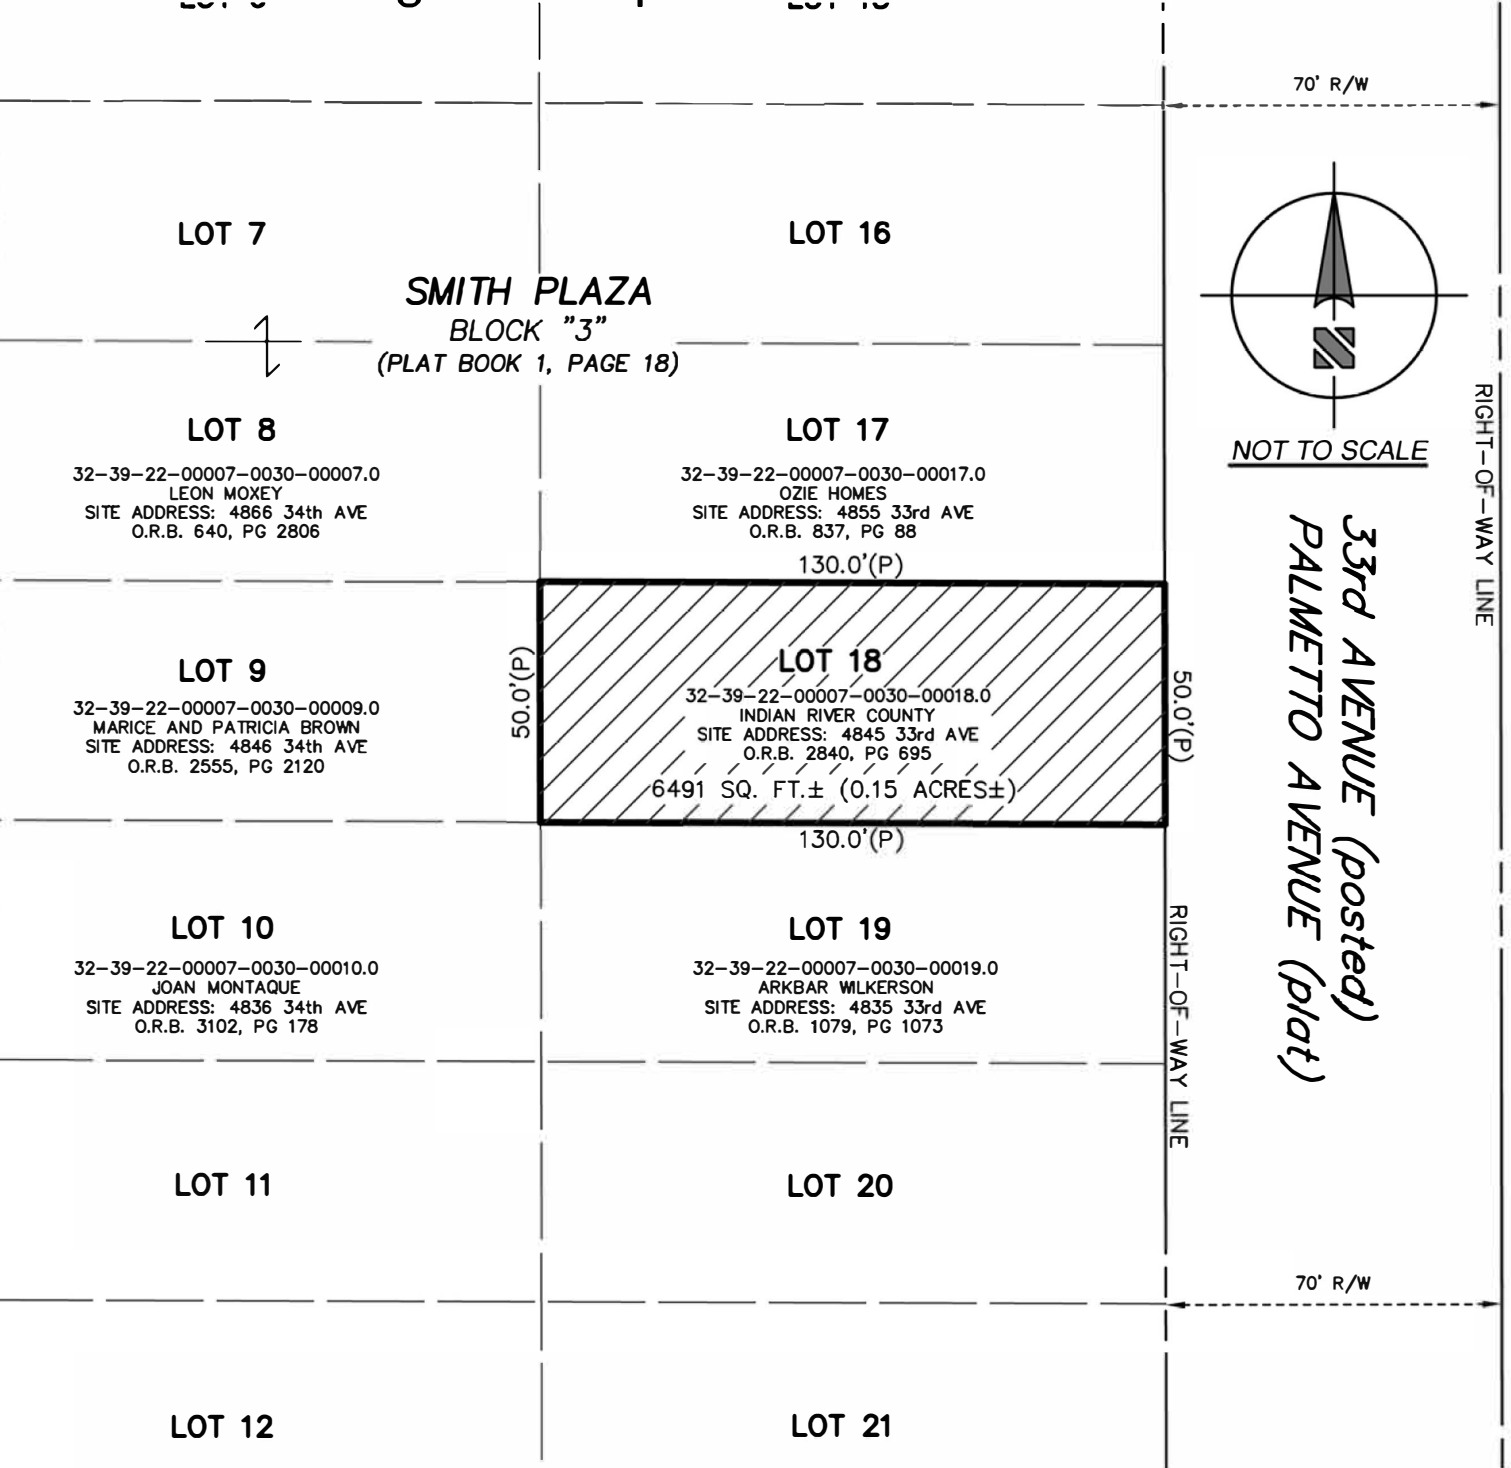 70' R/W
LOT 7
LOT 16
SMITH PLAZA
BLOCK "3"
(PLAT BOOK 1, PAGE 18)
N
NOT TO SCALE
RIGHT-OF-WAY LINE
LOT 8
32-39-22-00007-0030-00007.0
LEON MOXEY
SITE ADDRESS: 4866 34th AVE
O.R.B. 640, PG 2806
LOT 17
32-39-22-00007-0030-00017.0
OZIE HOMES
SITE ADDRESS: 4855 33rd AVE
O.R.B. 837, PG 88
130.0'(P)
33rd AVENUE (posted)
PALMETTO AVENUE (plat)
LOT 9
32-39-22-00007-0030-00009.0
MARICE AND PATRICIA BROWN
SITE ADDRESS: 4846 34th AVE
O.R.B. 2555, PG 2120
50.0'(P)
LOT 18
32-39-22-00007-0030-00018.0
INDIAN RIVER COUNTY
SITE ADDRESS: 4845 33rd AVE
O.R.B. 2840, PG 695
6491 SQ. FT.± (0.15 ACRES±)
50.0'(P)
130.0'(P)
LOT 10
32-39-22-00007-0030-00010.0
JOAN MONTAQUE
SITE ADDRESS: 4836 34th AVE
O.R.B. 3102, PG 178
LOT 19
32-39-22-00007-0030-00019.0
ARKBAR WILKERSON
SITE ADDRESS: 4835 33rd AVE
O.R.B. 1079, PG 1073
RIGHT-OF-WAY LINE
LOT 11
LOT 20
70' R/W
LOT 12
LOT 21